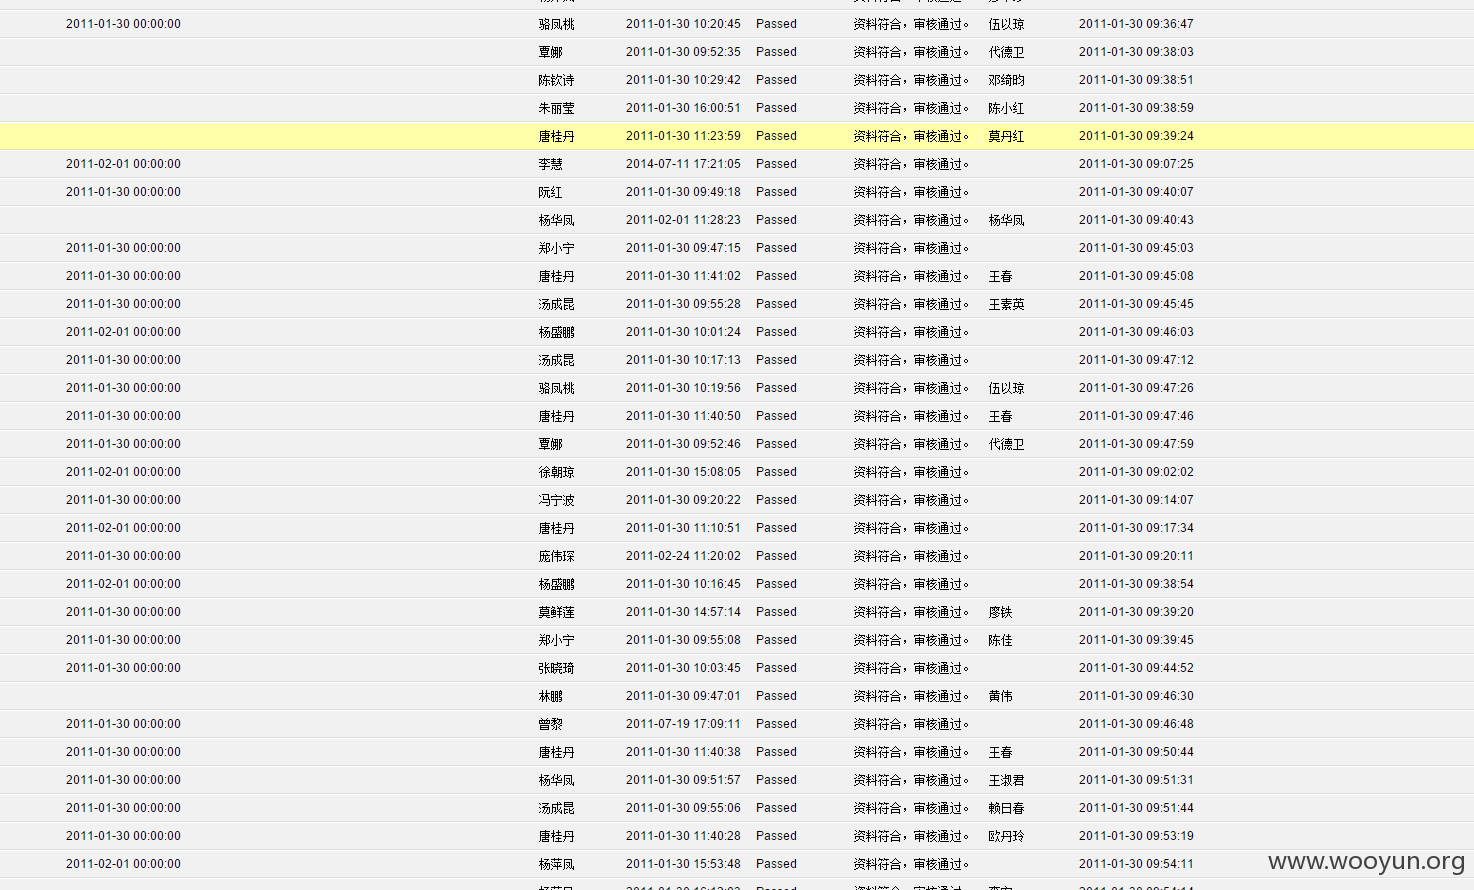 2011-01-30 00:00:00 骆凤桃 2011-01-30 10:20:45 Passed 资料符合，审核通过。 伍以琼 2011-01-30 09:36:47
覃娜 2011-01-30 09:52:35 Passed 资料符合，审核通过。 代德卫 2011-01-30 09:38:03
陈钦诗 2011-01-30 10:29:42 Passed 资料符合，审核通过。 邓绮昀 2011-01-30 09:38:51
朱丽莹 2011-01-30 16:00:51 Passed 资料符合，审核通过。 陈小红 2011-01-30 09:38:59
唐桂丹 2011-01-30 11:23:59 Passed 资料符合，审核通过。 莫丹红 2011-01-30 09:39:24
2011-02-01 00:00:00 李慧 2014-07-11 17:21:05 Passed 资料符合，审核通过。 2011-01-30 09:07:25
2011-01-30 00:00:00 阮红 2011-01-30 09:49:18 Passed 资料符合，审核通过。 2011-01-30 09:40:07
杨华凤 2011-02-01 11:28:23 Passed 资料符合，审核通过。 杨华凤 2011-01-30 09:40:43
2011-01-30 00:00:00 郑小宁 2011-01-30 09:47:15 Passed 资料符合，审核通过。 2011-01-30 09:45:03
2011-01-30 00:00:00 唐桂丹 2011-01-30 11:41:02 Passed 资料符合，审核通过。 王春 2011-01-30 09:45:08
2011-01-30 00:00:00 汤成昆 2011-01-30 09:55:28 Passed 资料符合，审核通过。 王素英 2011-01-30 09:45:45
2011-02-01 00:00:00 杨盛鹏 2011-01-30 10:01:24 Passed 资料符合，审核通过。 2011-01-30 09:46:03
2011-01-30 00:00:00 汤成昆 2011-01-30 10:17:13 Passed 资料符合，审核通过。 2011-01-30 09:47:12
2011-01-30 00:00:00 骆凤桃 2011-01-30 10:19:56 Passed 资料符合，审核通过。 伍以琼 2011-01-30 09:47:26
2011-01-30 00:00:00 唐桂丹 2011-01-30 11:40:50 Passed 资料符合，审核通过。 王春 2011-01-30 09:47:46
2011-01-30 00:00:00 覃娜 2011-01-30 09:52:46 Passed 资料符合，审核通过。 代德卫 2011-01-30 09:47:59
2011-02-01 00:00:00 徐朝琼 2011-01-30 15:08:05 Passed 资料符合，审核通过。 2011-01-30 09:02:02
2011-01-30 00:00:00 冯宁波 2011-01-30 09:20:22 Passed 资料符合，审核通过。 2011-01-30 09:14:07
2011-02-01 00:00:00 唐桂丹 2011-01-30 11:10:51 Passed 资料符合，审核通过。 2011-01-30 09:17:34
2011-01-30 00:00:00 庞伟琛 2011-02-24 11:20:02 Passed 资料符合，审核通过。 2011-01-30 09:20:11
2011-02-01 00:00:00 杨盛鹏 2011-01-30 10:16:45 Passed 资料符合，审核通过。 2011-01-30 09:38:54
2011-01-30 00:00:00 莫鲜莲 2011-01-30 14:57:14 Passed 资料符合，审核通过。 廖铁 2011-01-30 09:39:20
2011-01-30 00:00:00 郑小宁 2011-01-30 09:55:08 Passed 资料符合，审核通过。 陈佳 2011-01-30 09:39:45
2011-01-30 00:00:00 张晓琦 2011-01-30 10:03:45 Passed 资料符合，审核通过。 2011-01-30 09:44:52
林鹏 2011-01-30 09:47:01 Passed 资料符合，审核通过。 黄伟 2011-01-30 09:46:30
2011-01-30 00:00:00 曾黎 2011-07-19 17:09:11 Passed 资料符合，审核通过。 2011-01-30 09:46:48
2011-01-30 00:00:00 唐桂丹 2011-01-30 11:40:38 Passed 资料符合，审核通过。 王春 2011-01-30 09:50:44
2011-01-30 00:00:00 杨华凤 2011-01-30 09:51:57 Passed 资料符合，审核通过。 王淑君 2011-01-30 09:51:31
2011-01-30 00:00:00 汤成昆 2011-01-30 09:55:06 Passed 资料符合，审核通过。 赖日春 2011-01-30 09:51:44
2011-01-30 00:00:00 唐桂丹 2011-01-30 11:40:28 Passed 资料符合，审核通过。 欧丹玲 2011-01-30 09:53:19
2011-02-01 00:00:00 杨萍凤 2011-01-30 15:53:48 Passed 资料符合，审核通过。 2011-01-30 09:54:11
www.wooyun.org